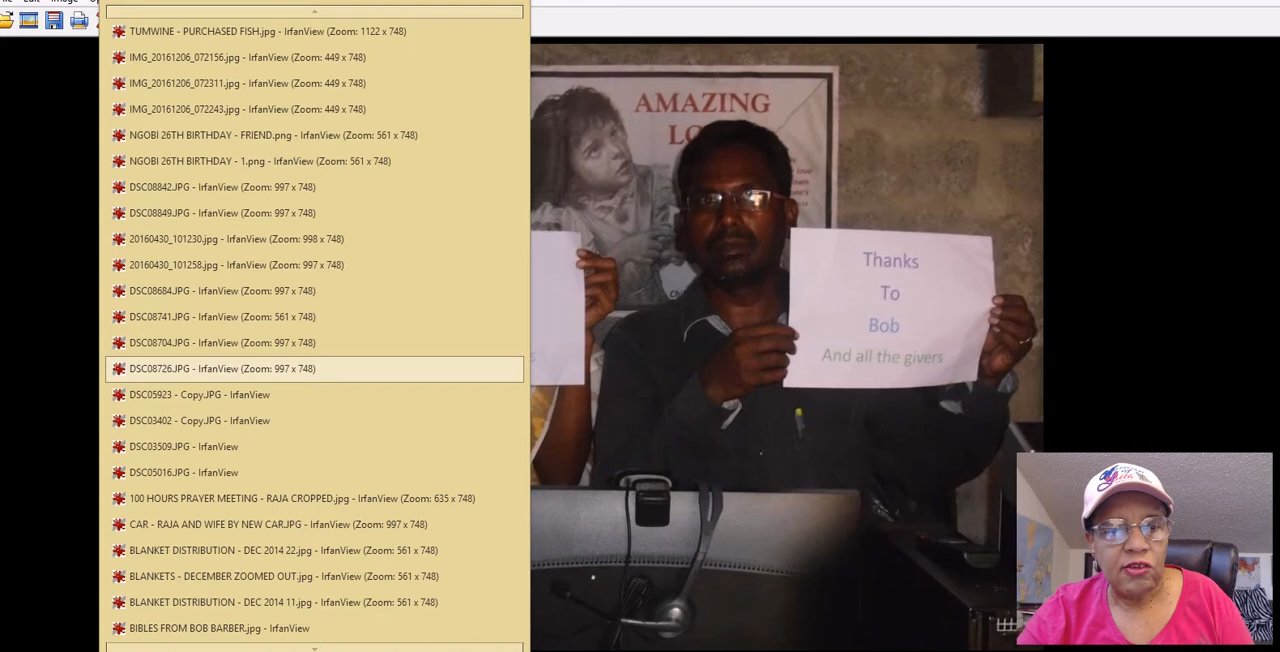 Image
TUMWINE - PURCHASED FISH.jpg - IrfanView (Zoom: 1122 x 748)
IMG_20161206_072156.jpg - IrfanView (Zoom: 449 x 748)
IMG_20161206_072311.jpg - IrfanView (Zoom: 449 x 748)
IMG_20161206_072243.jpg - IrfanView (Zoom: 449 x 748)
NGOBI 26TH BIRTHDAY - FRIEND.png - IrfanView (Zoom: 561 x 748)
NGOBI 26TH BIRTHDAY - 1.png - IrfanView (Zoom: 561 x 748)
DSC08842.JPG - IrfanView (Zoom: 997 x 748)
DSC08849.JPG - IrfanView (Zoom: 997 x 748)
20160430_101230.jpg - IrfanView (Zoom: 998 x 748)
20160430_101258.jpg - IrfanView (Zoom: 997 x 748)
DSC08684.JPG - IrfanView (Zoom: 997 x 748)
DSC08741.JPG - IrfanView (Zoom: 561 x 748)
DSC08704.JPG - IrfanView (Zoom: 997 x 748)
DSC08726.JPG - IrfanView (Zoom: 997 x 748)
DSC05923 - Copy.JPG - IrfanView
DSC03402 - Copy.JPG - IrfanView
DSC03509.JPG - IrfanView
DSC05016.JPG - IrfanView
100 HOURS PRAYER MEETING - RAJA CROPPED.jpg - IrfanView (Zoom: 635 x 748)
CAR - RAJA AND WIFE BY NEW CAR.JPG - IrfanView (Zoom: 997 x 748)
BLANKET DISTRIBUTION - DEC 2014 22.jpg - IrfanView (Zoom: 561 x 748)
BLANKETS - DECEMBER ZOOMED OUT.jpg - IrfanView (Zoom: 561 x 748)
BLANKET DISTRIBUTION - DEC 2014 11.jpg - IrfanView (Zoom: 561 x 748)
BIBLES FROM BOB BARBER.jpg - IrfanView
AMAZING
Thanks
To
Bob
And all the givers